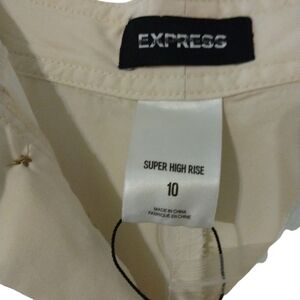 EXPRESS
SUPER HIGH RISE
10
MADE IN CHINA
FABRIQUÉ EN CHINE